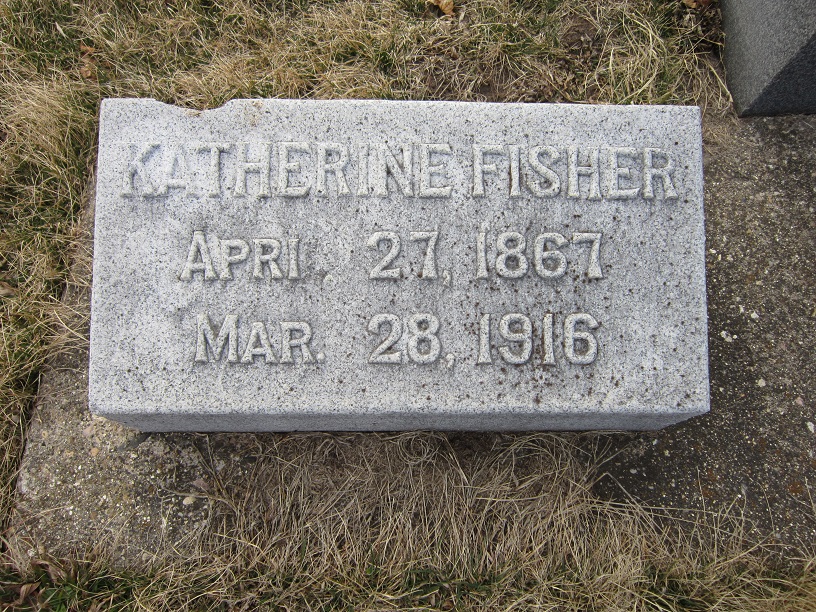 KATHERINE FISHER
APRI. 27, 1867
MAR. 28, 1916